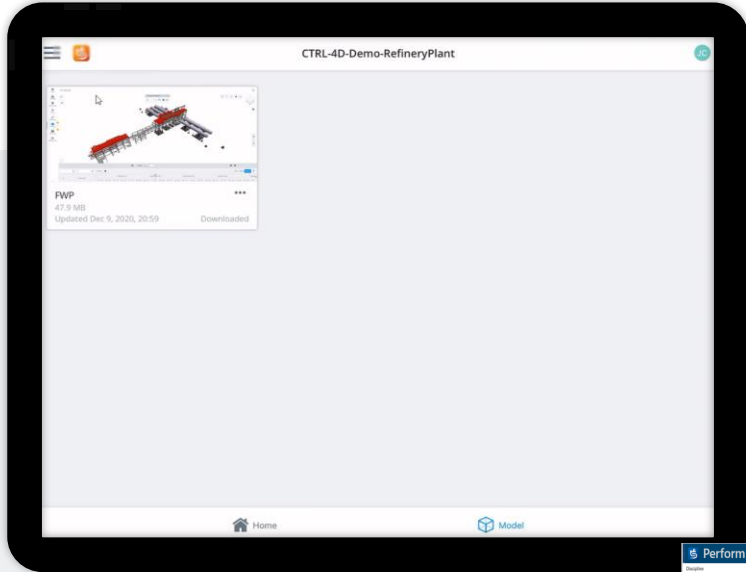 CTRL-4D-Demo-RefineryPlant
JC
FWP
47.9 MB
Updated Dec 9, 2020, 20:59
Downloaded
Home
Model
Perform
Discipline